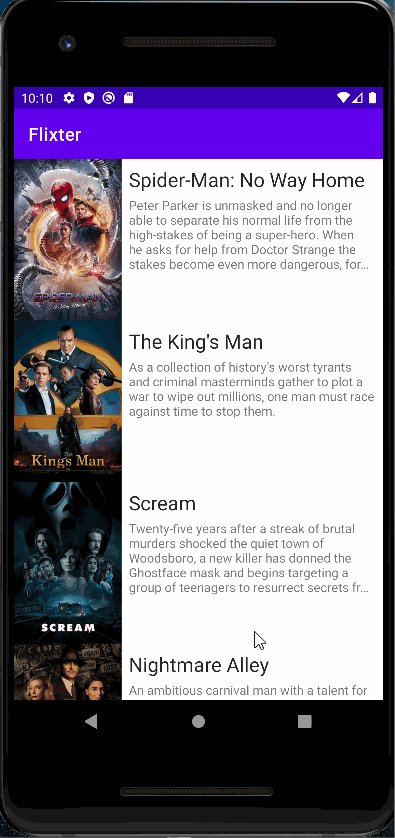 10:10
Flixter
Spider-Man: No Way Home
Peter Parker is unmasked and no longer
able to separate his normal life from the
high-stakes of being a super-hero. When
he asks for help from Doctor Strange the
stakes become even more dangerous, for...
SPIDER-MAN
NO WAY HOME
The King's Man
As a collection of history's worst tyrants
and criminal masterminds gather to plot a
war to wipe out millions, one man must race
against time to stop them.
The
King's Man
Scream
Twenty-five years after a streak of brutal
murders shocked the quiet town of
Woodsboro, a new killer has donned the
Ghostface mask and begins targeting a
group of teenagers to resurrect secrets fr...
SCREAM
Nightmare Alley
An ambitious carnival man with a talent for